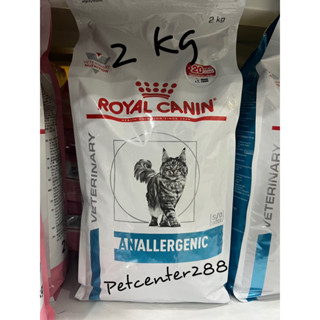 2 kg
2 KG
ROYAL CANIN
VETERINARY
ANALLERGENIC
s/o
Petcenter288